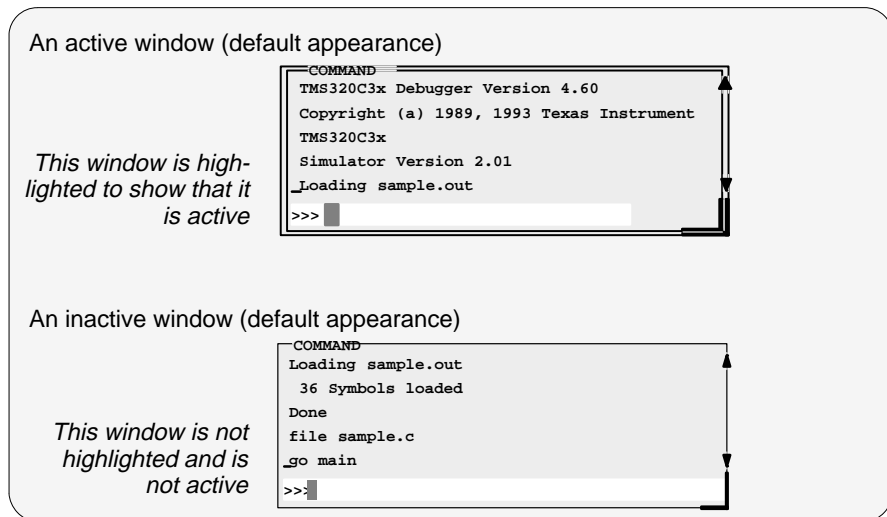 An active window (default appearance)
COMMAND
TMS320C3x Debugger Version 4.60
Copyright (a) 1989, 1993 Texas Instrument
TMS320C3x
Simulator Version 2.01
Loading sample.out
>>>
This window is high-
lighted to show that it
is active
An inactive window (default appearance)
COMMAND
Loading sample.out
36 Symbols loaded
Done
file sample.c
go main
>>>
This window is not
highlighted and is
not active